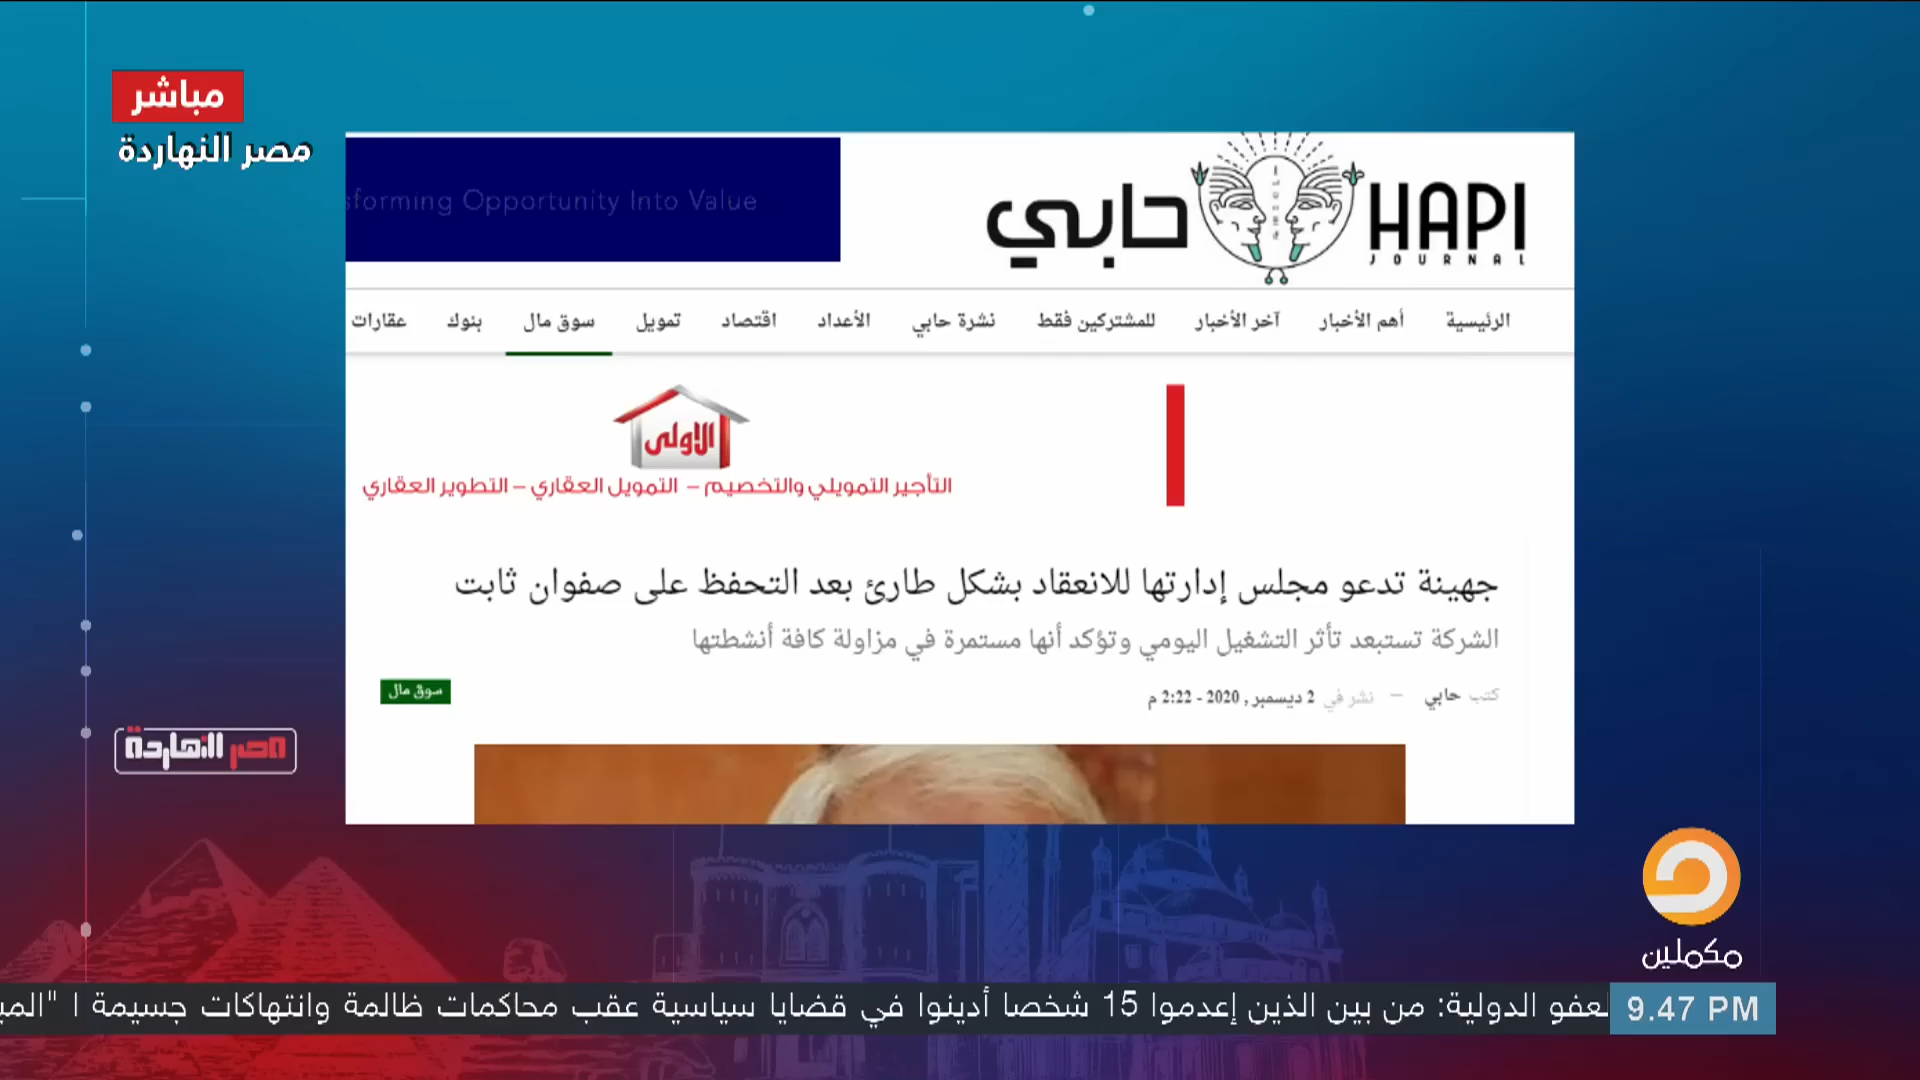 مباشر
مصر النهاردة
sforming Opportunity Into Value
حابي
HAPI
JOURNAL
الرئيسية أهم الأخبار آخر الأخبار للمشتركين فقط نشرة حابي الأعداد اقتصاد تمويل سوق مال بنوك عقارات
الاولى
التأجير التمويلي والتخصيم – التمويل العقاري – التطوير العقاري
جهينة تدعو مجلس إدارتها للانعقاد بشكل طارئ بعد التحفظ على صفوان ثابت
الشركة تستبعد تأثر التشغيل اليومي وتؤكد أنها مستمرة في مزاولة كافة أنشطتها
كتب حابي — نشر في 2 ديسمبر , 2020 - 2:22 م
سوق مال
مصر النهاردة
مكملين
لعفو الدولية: من بين الذين إعدموا 15 شخصا أدينوا في قضايا سياسية عقب محاكمات ظالمة وانتهاكات جسيمة | "المب
9.47 PM